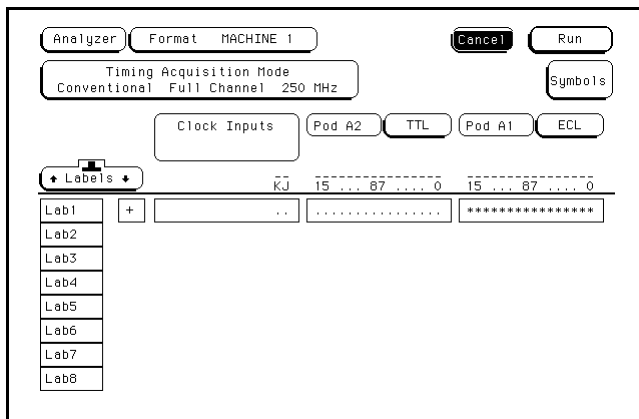 Analyzer Format MACHINE 1 Cancel Run
Timing Acquisition Mode
Conventional Full Channel 250 MHz
Symbols
Clock Inputs Pod A2 TTL Pod A1 ECL
↑ Labels ↓
KJ 15 ... 87 .... 0 15 ... 87 .... 0
Lab1 + .. ................ ****************
Lab2
Lab3
Lab4
Lab5
Lab6
Lab7
Lab8